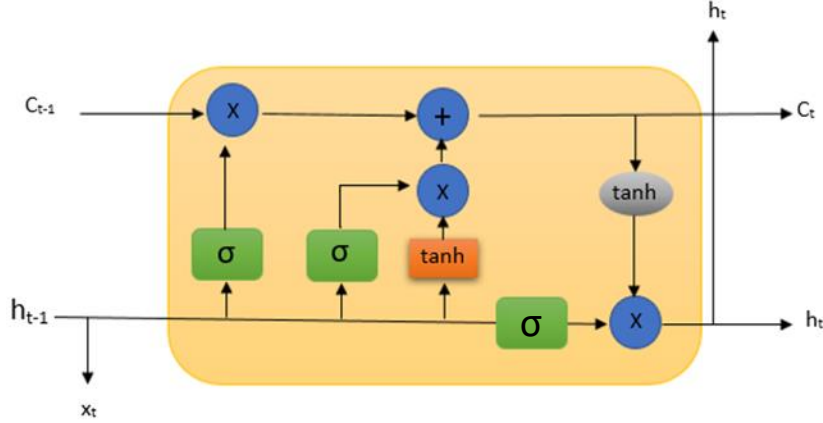 hₜ
Cₜ₋₁
X
+
Cₜ
X
tanh
σ
σ
tanh
hₜ₋₁
σ
X
hₜ
xₜ